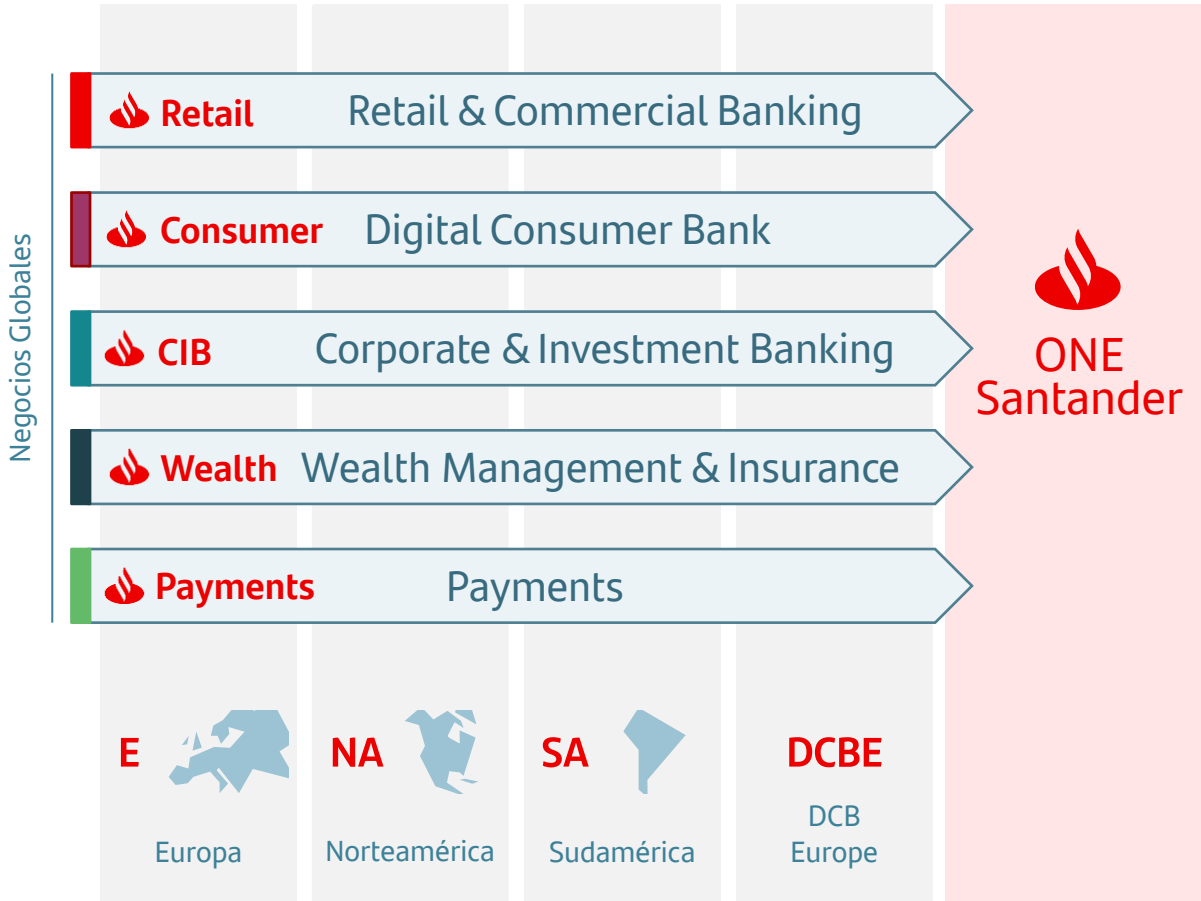 Negocios Globales
Retail Retail & Commercial Banking
Consumer Digital Consumer Bank
CIB Corporate & Investment Banking
Wealth Wealth Management & Insurance
Payments Payments
ONE
Santander
E
NA
SA
DCBE
Europa
Norteamérica
Sudamérica
DCB
Europe